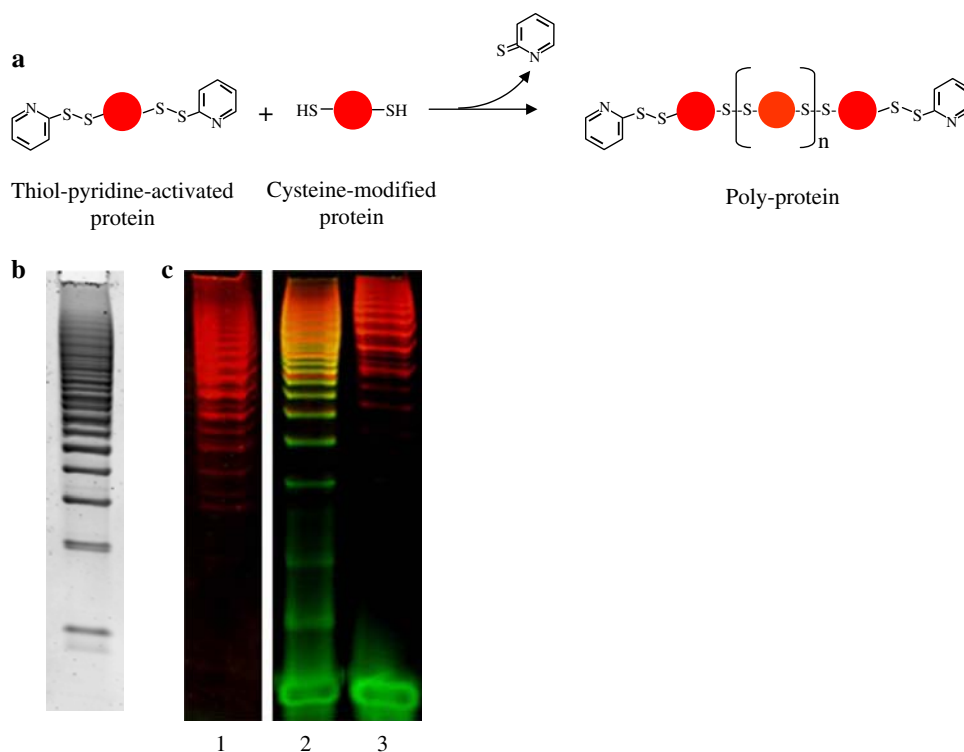 a
S
N
N
S
S
S
S
N
+
HS
SH
N
S
S
S
S
S
S
n
S
S
N
Thiol-pyridine-activated
protein
Cysteine-modified
protein
Poly-protein
b
c
1
2
3